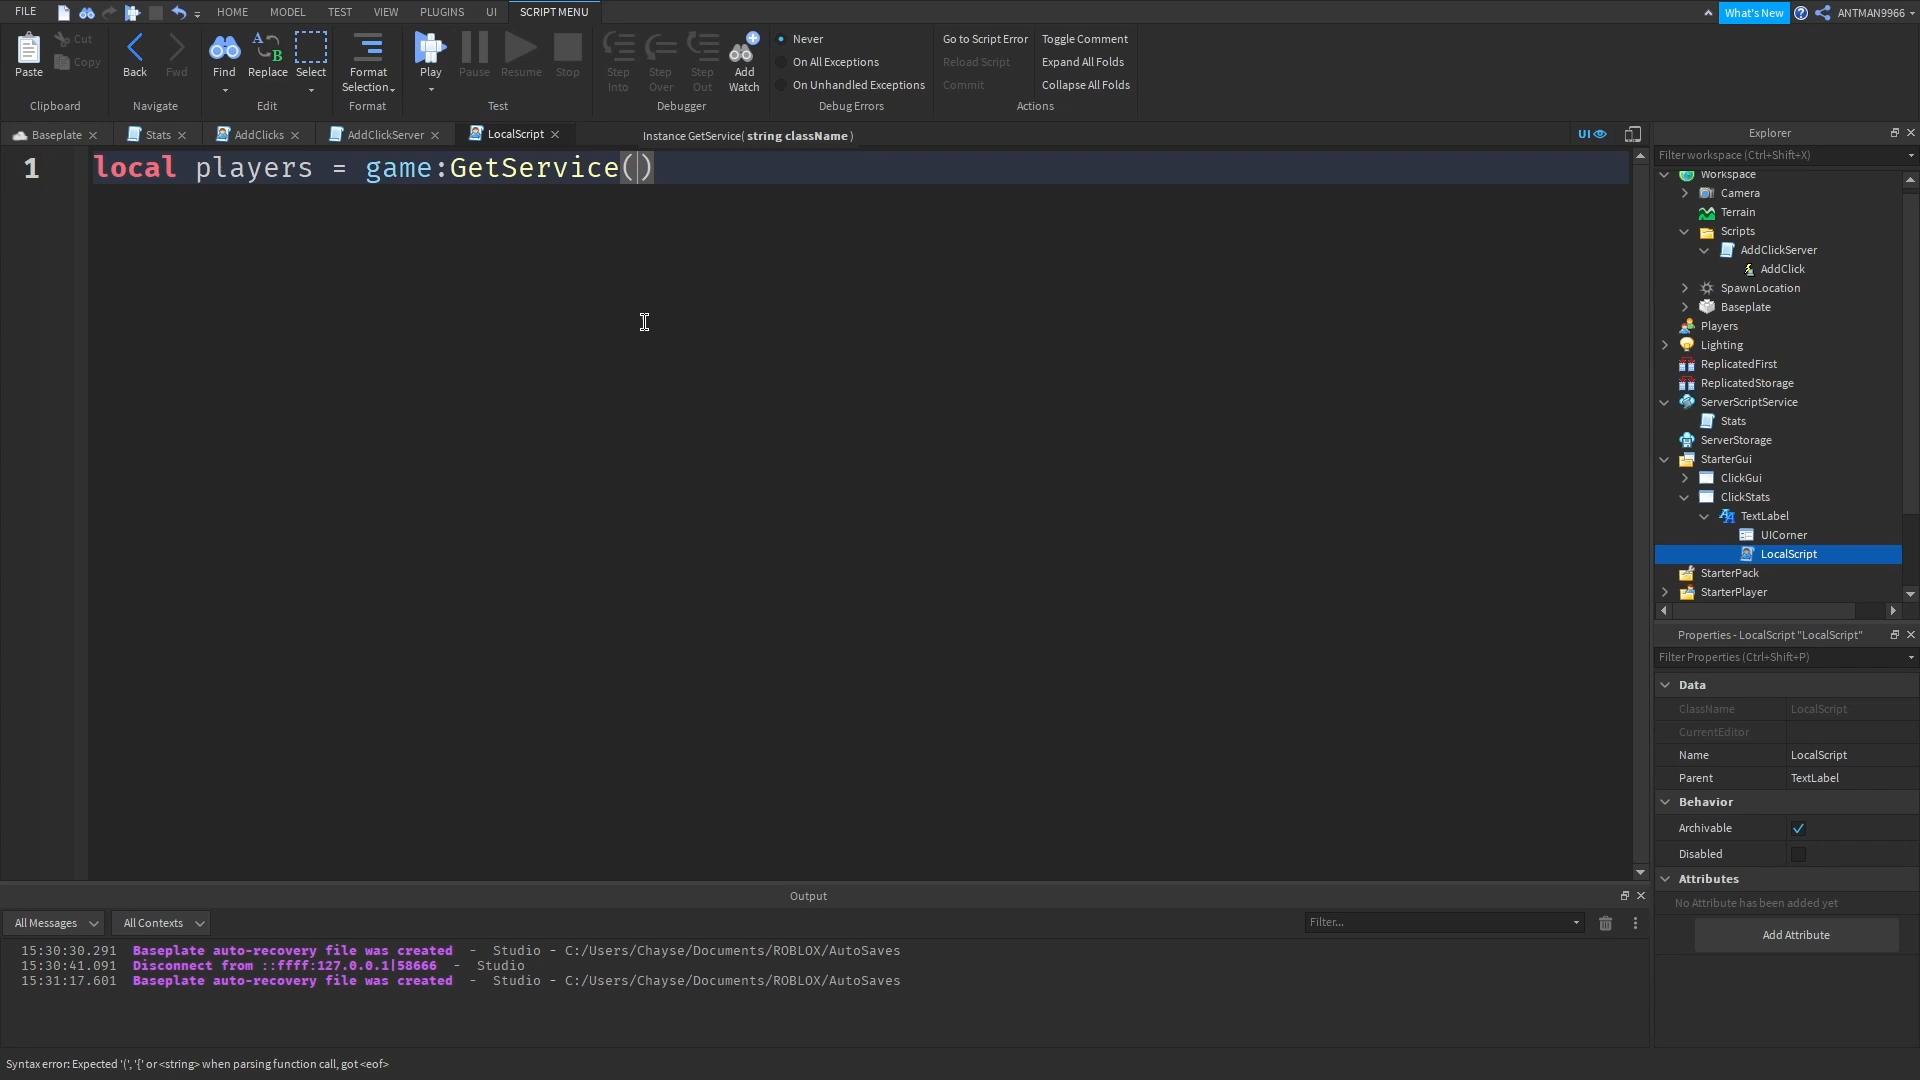 FILE HOME MODEL TEST VIEW PLUGINS UI SCRIPT MENU What's New ANTMAN9966
Paste Cut Copy Back Fwd Find Replace Select Format Selection Play Pause Resume Stop Step Into Step Over Step Out Add Watch
Never Go to Script Error Toggle Comment
On All Exceptions Reload Script Expand All Folds
On Unhandled Exceptions Commit Collapse All Folds
Clipboard Navigate Edit Format Test Debugger Debug Errors Actions
Baseplate Stats AddClicks AddClickServer LocalScript Instance GetService( string className ) UI
1 local players = game:GetService()
Explorer
Filter workspace (Ctrl+Shift+X)
Workspace
Camera
Terrain
Scripts
AddClickServer
AddClick
SpawnLocation
Baseplate
Players
Lighting
ReplicatedFirst
ReplicatedStorage
ServerScriptService
Stats
ServerStorage
StarterGui
ClickGui
ClickStats
TextLabel
UICorner
LocalScript
StarterPack
StarterPlayer
Properties - LocalScript "LocalScript"
Filter Properties (Ctrl+Shift+P)
Data
ClassName LocalScript
CurrentEditor
Name LocalScript
Parent TextLabel
Behavior
Archivable
Disabled
Attributes
No Attribute has been added yet
Add Attribute
Output
All Messages All Contexts Filter...
15:30:30.291 Baseplate auto-recovery file was created - Studio - C:/Users/Chayse/Documents/ROBLOX/AutoSaves
15:30:41.091 Disconnect from ::ffff:127.0.0.1|58666 - Studio
15:31:17.601 Baseplate auto-recovery file was created - Studio - C:/Users/Chayse/Documents/ROBLOX/AutoSaves
Syntax error: Expected '(', '{' or <string> when parsing function call, got <eof>